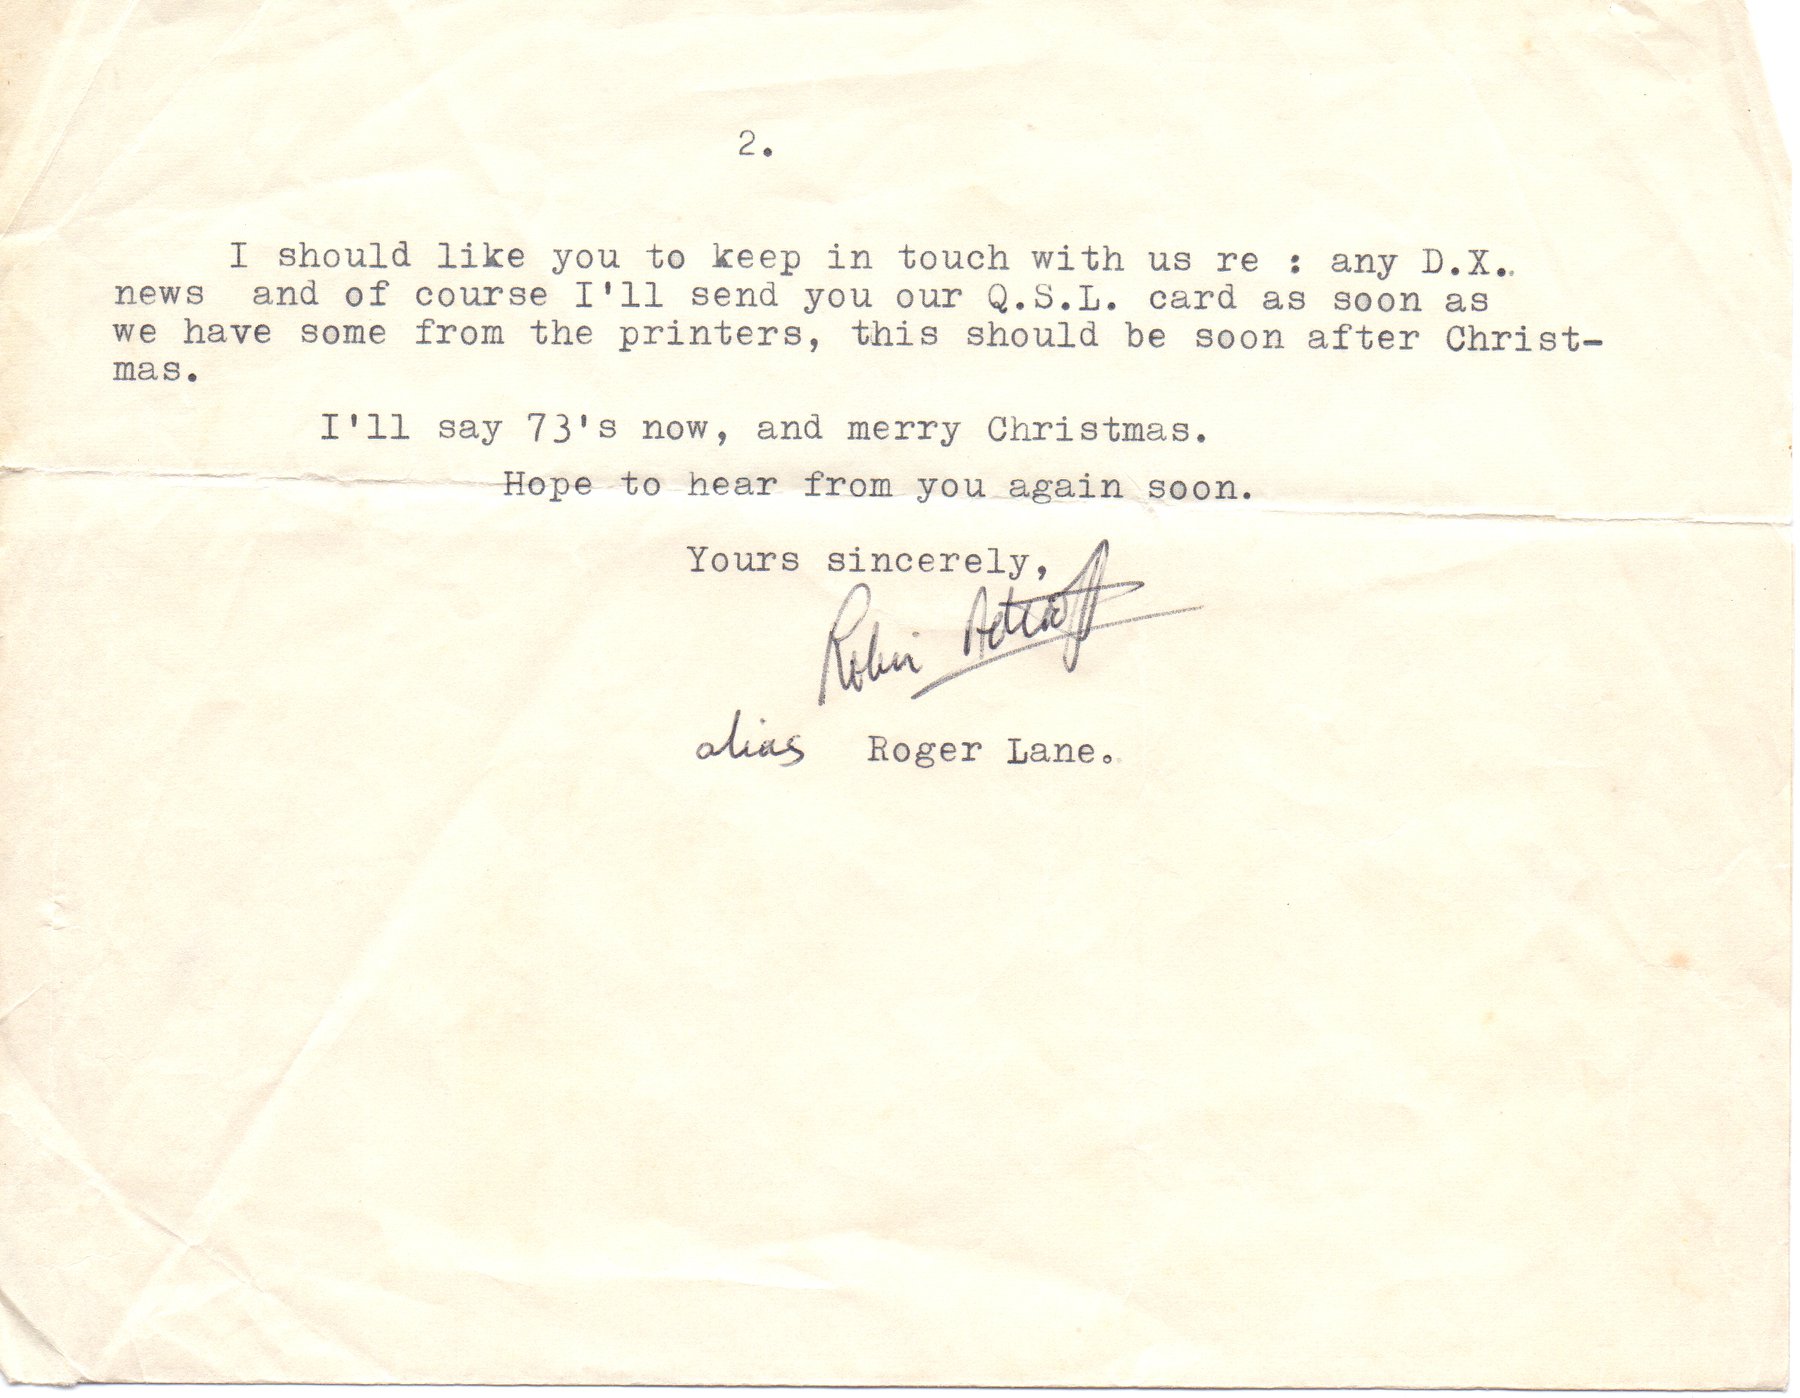 2.
I should like you to keep in touch with us re : any D.X.
news and of course I'll send you our Q.S.L. card as soon as
we have some from the printers, this should be soon after Christ-
mas.
I'll say 73's now, and merry Christmas.
Hope to hear from you again soon.
Yours sincerely,
Robin
alias Roger Lane.